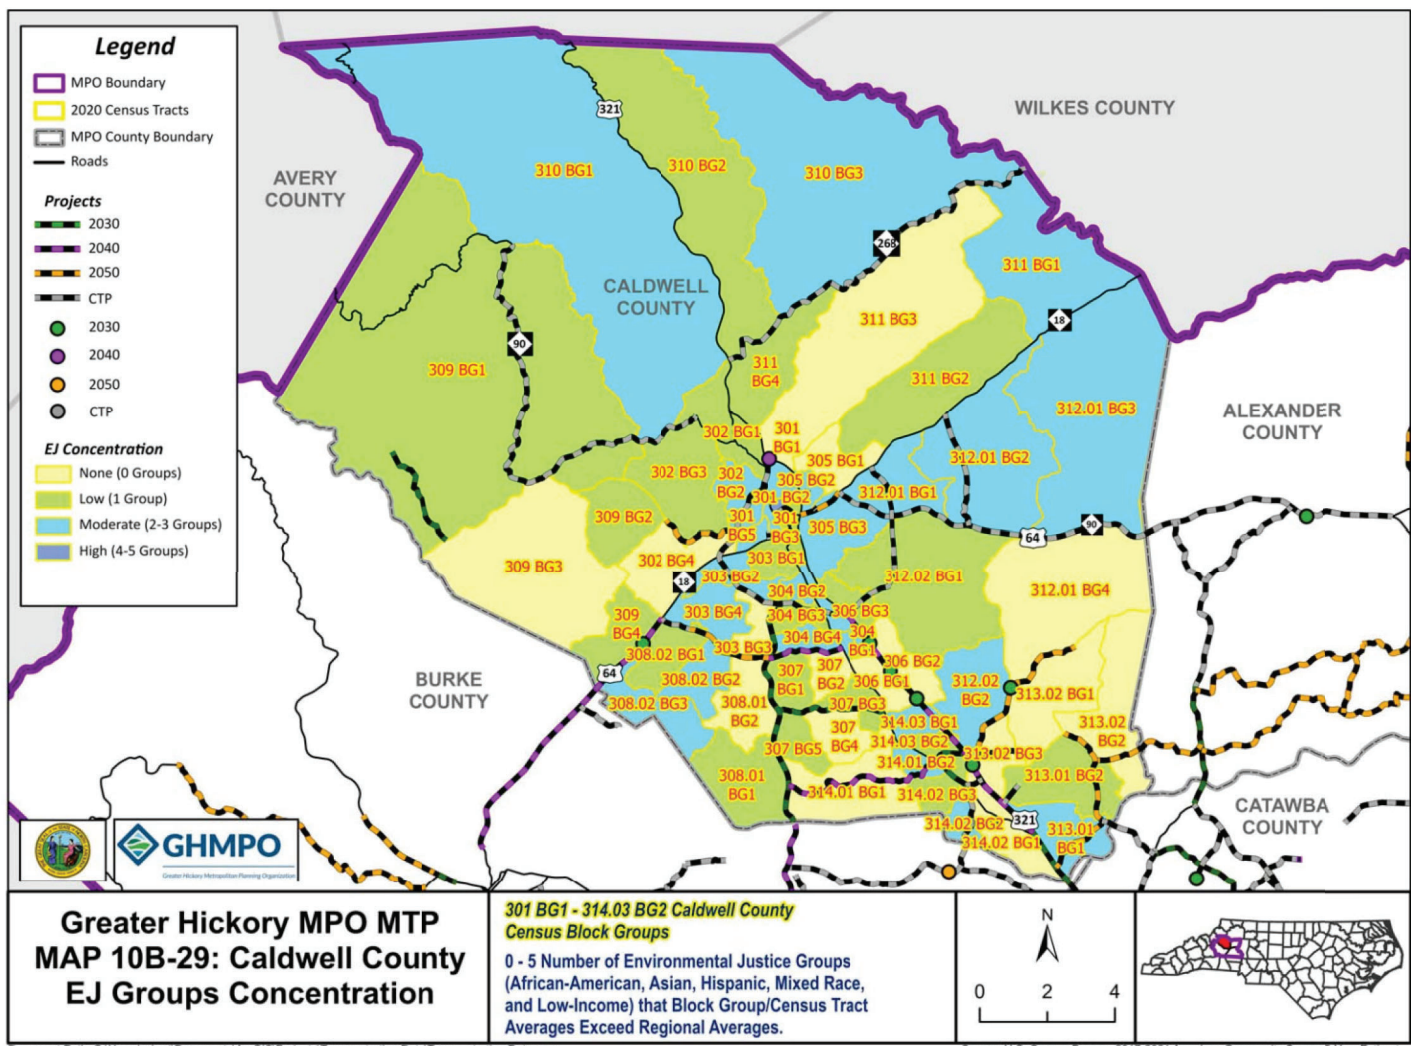 Legend
MPO Boundary
2020 Census Tracts
MPO County Boundary
Roads
Projects
2030
2040
2050
CTP
2030
2040
2050
CTP
EJ Concentration
None (0 Groups)
Low (1 Group)
Moderate (2-3 Groups)
High (4-5 Groups)
WILKES COUNTY
AVERY
COUNTY
CALDWELL
COUNTY
ALEXANDER
COUNTY
BURKE
COUNTY
CATAWBA
COUNTY
321
268
18
90
64
90
18
64
321
310 BG1
310 BG2
310 BG3
311 BG1
311 BG3
309 BG1
311
BG4
311 BG2
312.01 BG3
302 BG1
301
BG1
305 BG1
312.01 BG2
302 BG3
302
BG2
305 BG2
301 BG2
312.01 BG1
309 BG2
301
BG5
301
BG3
305 BG3
309 BG3
302 BG4
303 BG1
303 BG2
312.02 BG1
304 BG2
312.01 BG4
309
BG4
303 BG4
304 BG3
306 BG3
304 BG4
304
BG1
308.02 BG1
303 BG3
306 BG2
308.02 BG2
307
BG1
307
BG2
306 BG1
312.02
BG2
313.02 BG1
308.02 BG3
308.01
BG2
307 BG3
314.03 BG1
313.02
BG2
307 BG5
307
BG4
314.03 BG2
314.01 BG2
313.02 BG3
308.01
BG1
313.01 BG2
314.01 BG1
314.02 BG3
314.02 BG2
314.02 BG1
313.01
BG1
GHMPO
Greater Hickory Metropolitan Planning Organization
Greater Hickory MPO MTP
MAP 10B-29: Caldwell County
EJ Groups Concentration
301 BG1 - 314.03 BG2 Caldwell County
Census Block Groups
0 - 5 Number of Environmental Justice Groups
(African-American, Asian, Hispanic, Mixed Race,
and Low-Income) that Block Group/Census Tract
Averages Exceed Regional Averages.
N
0 2 4